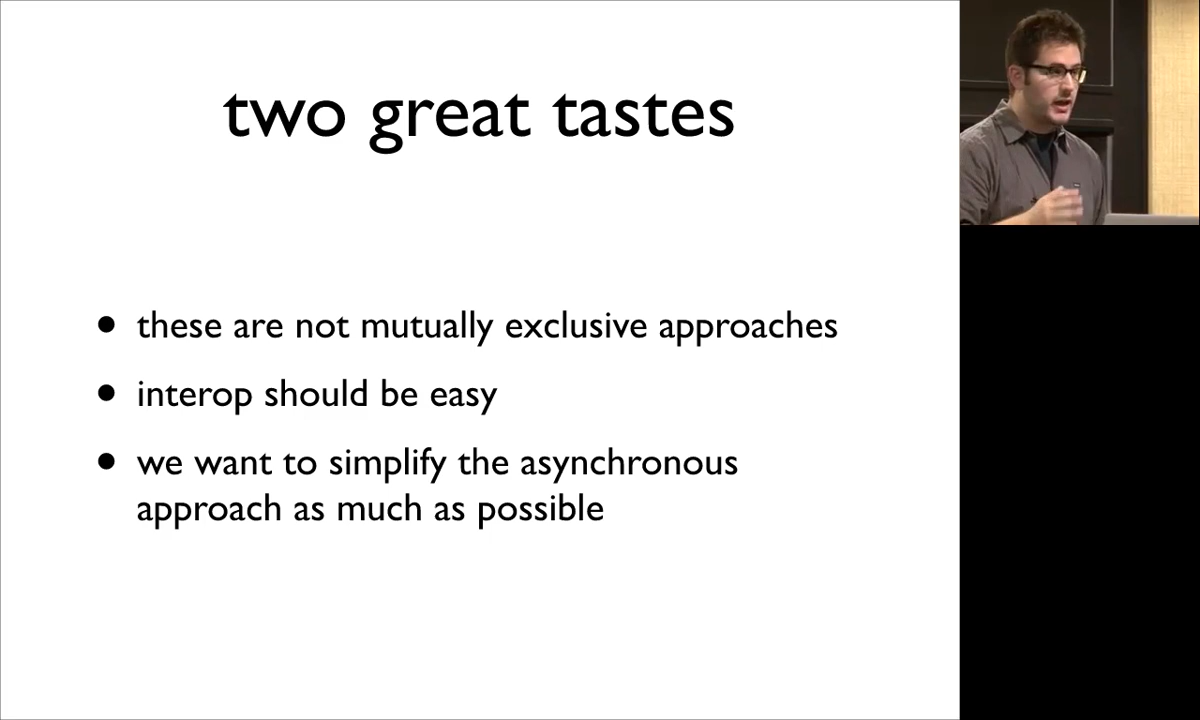 two great tastes
• these are not mutually exclusive approaches
• interop should be easy
• we want to simplify the asynchronous
approach as much as possible